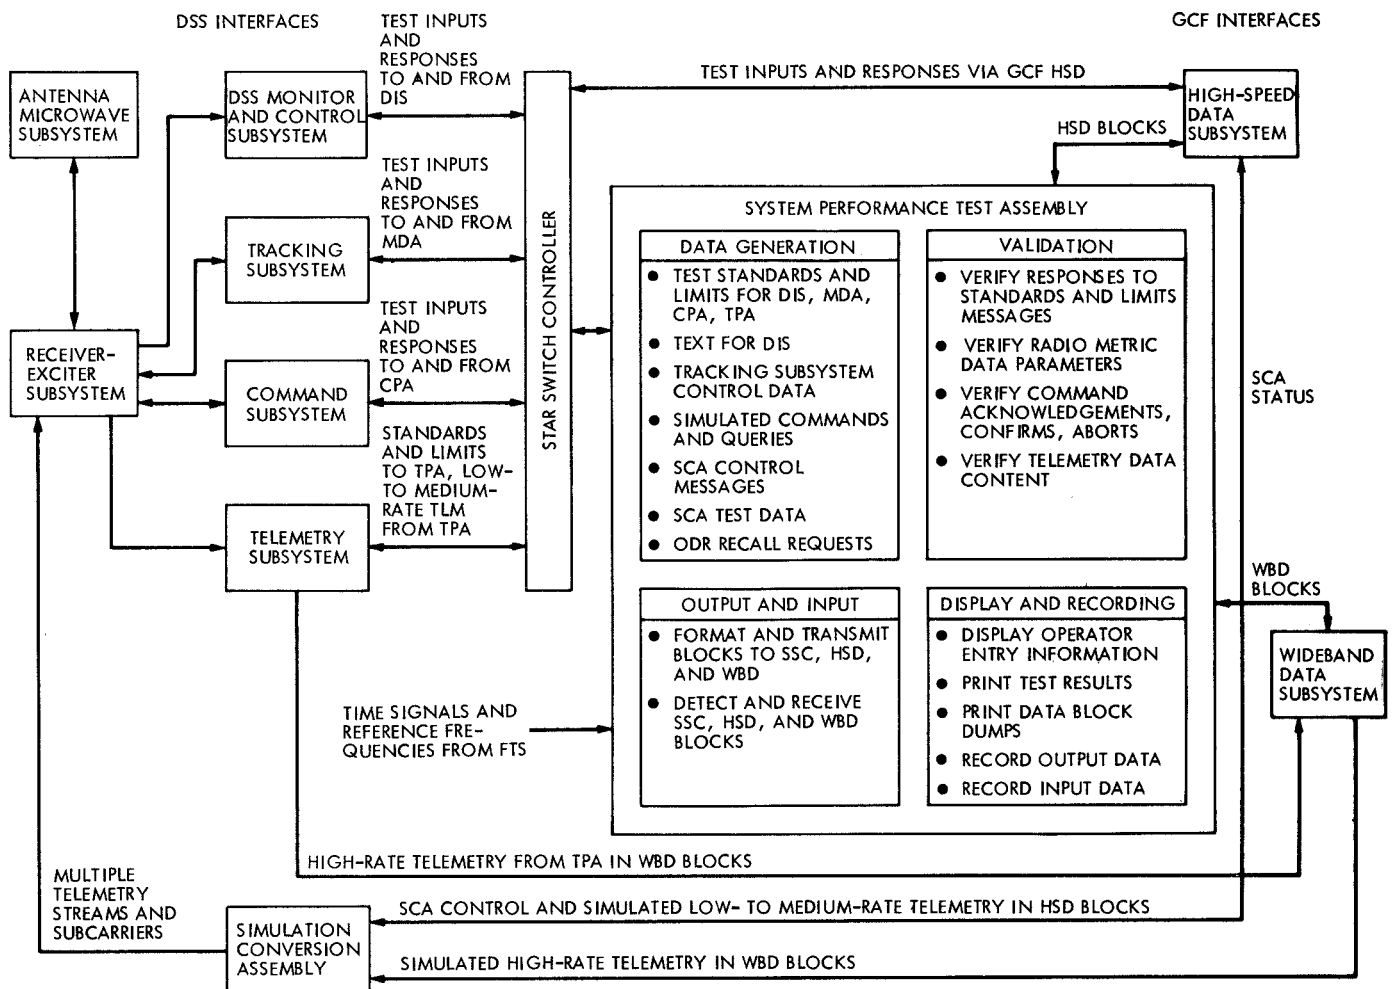 DSS INTERFACES
TEST INPUTS
AND
RESPONSES
TO AND FROM
DIS
GCF INTERFACES
ANTENNA
MICROWAVE
SUBSYSTEM
DSS MONITOR
AND CONTROL
SUBSYSTEM
TEST INPUTS AND RESPONSES VIA GCF HSD
HIGH-SPEED
DATA
SUBSYSTEM
HSD BLOCKS
TEST INPUTS
AND
RESPONSES
TO AND FROM
MDA
TRACKING
SUBSYSTEM
STAR SWITCH CONTROLLER
SYSTEM PERFORMANCE TEST ASSEMBLY
DATA GENERATION
● TEST STANDARDS AND
LIMITS FOR DIS, MDA,
CPA, TPA
● TEXT FOR DIS
● TRACKING SUBSYSTEM
CONTROL DATA
● SIMULATED COMMANDS
AND QUERIES
● SCA CONTROL
MESSAGES
● SCA TEST DATA
● ODR RECALL REQUESTS
VALIDATION
● VERIFY RESPONSES TO
STANDARDS AND LIMITS
MESSAGES
● VERIFY RADIO METRIC
DATA PARAMETERS
● VERIFY COMMAND
ACKNOWLEDGEMENTS,
CONFIRMS, ABORTS
● VERIFY TELEMETRY DATA
CONTENT
SCA
STATUS
RECEIVER-
EXCITER
SUBSYSTEM
TEST INPUTS
AND
RESPONSES
TO AND FROM
CPA
COMMAND
SUBSYSTEM
STANDARDS
AND LIMITS
TO TPA, LOW-
TO MEDIUM-
RATE TLM
FROM TPA
TELEMETRY
SUBSYSTEM
OUTPUT AND INPUT
● FORMAT AND TRANSMIT
BLOCKS TO SSC, HSD,
AND WBD
● DETECT AND RECEIVE
SSC, HSD, AND WBD
BLOCKS
DISPLAY AND RECORDING
● DISPLAY OPERATOR
ENTRY INFORMATION
● PRINT TEST RESULTS
● PRINT DATA BLOCK
DUMPS
● RECORD OUTPUT DATA
● RECORD INPUT DATA
WBD
BLOCKS
WIDEBAND
DATA
SUBSYSTEM
TIME SIGNALS AND
REFERENCE FRE-
QUENCIES FROM FTS
HIGH-RATE TELEMETRY FROM TPA IN WBD BLOCKS
MULTIPLE
TELEMETRY
STREAMS AND
SUBCARRIERS
SIMULATION
CONVERSION
ASSEMBLY
SCA CONTROL AND SIMULATED LOW- TO MEDIUM-RATE TELEMETRY IN HSD BLOCKS
SIMULATED HIGH-RATE TELEMETRY IN WBD BLOCKS